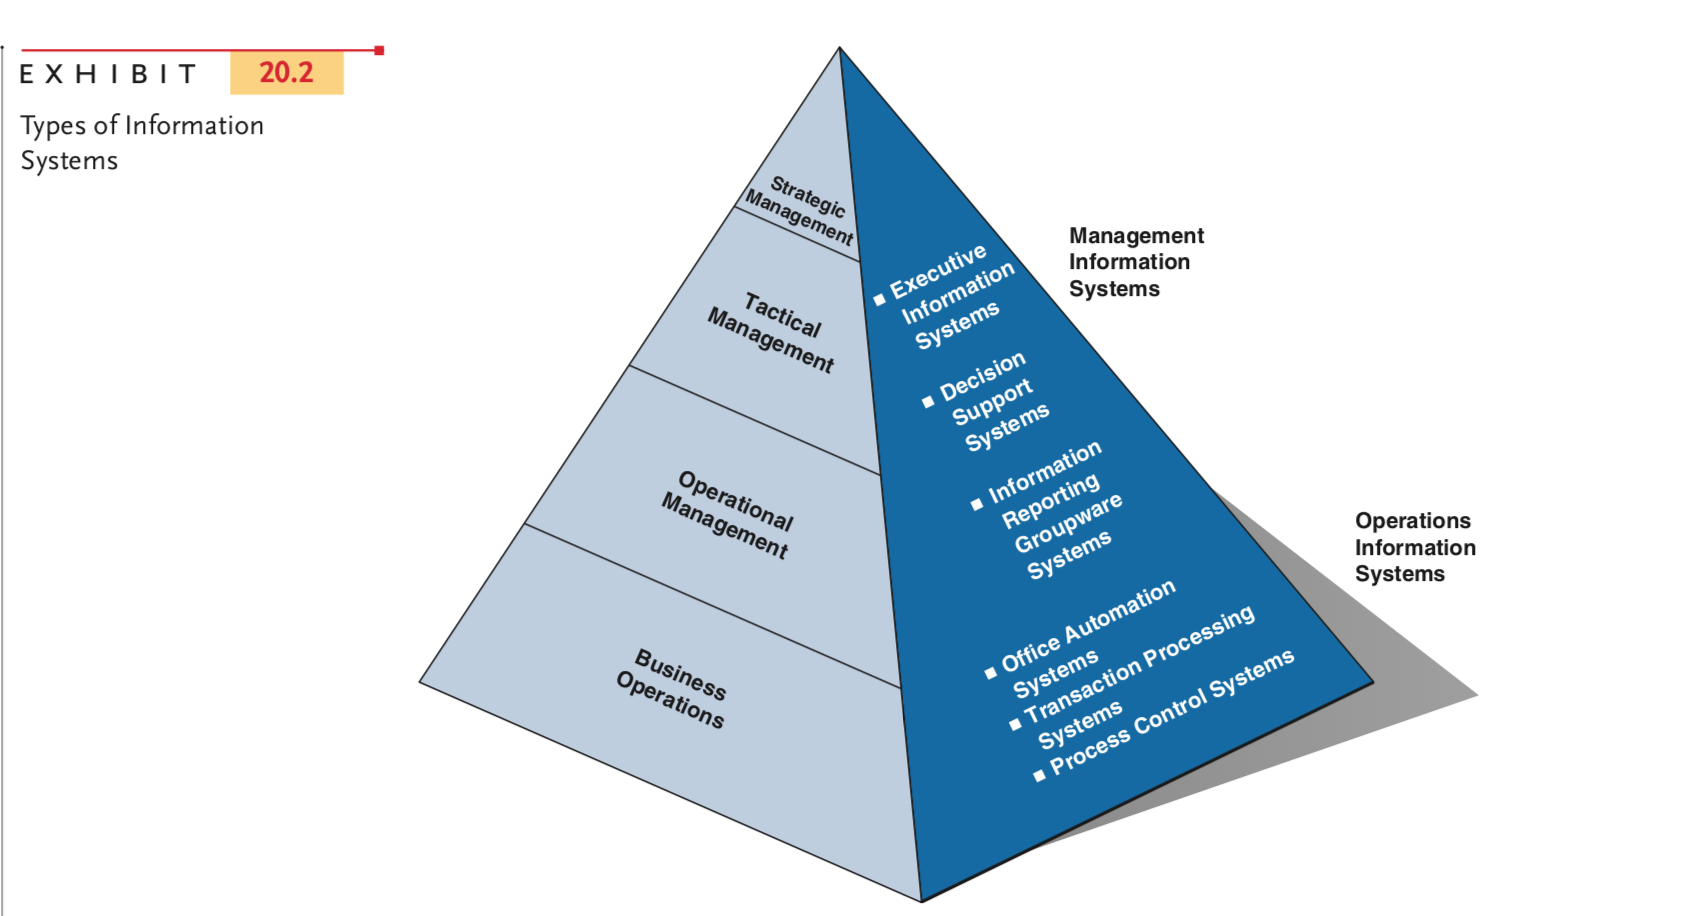 EXHIBIT 20.2
Types of Information
Systems
Strategic
Management
Tactical
Management
Operational
Management
Business
Operations
▪ Executive
Information
Systems
▪ Decision
Support
Systems
▪ Information
Reporting
Groupware
Systems
▪ Office Automation
Systems
▪ Transaction Processing
Systems
▪ Process Control Systems
Management
Information
Systems
Operations
Information
Systems